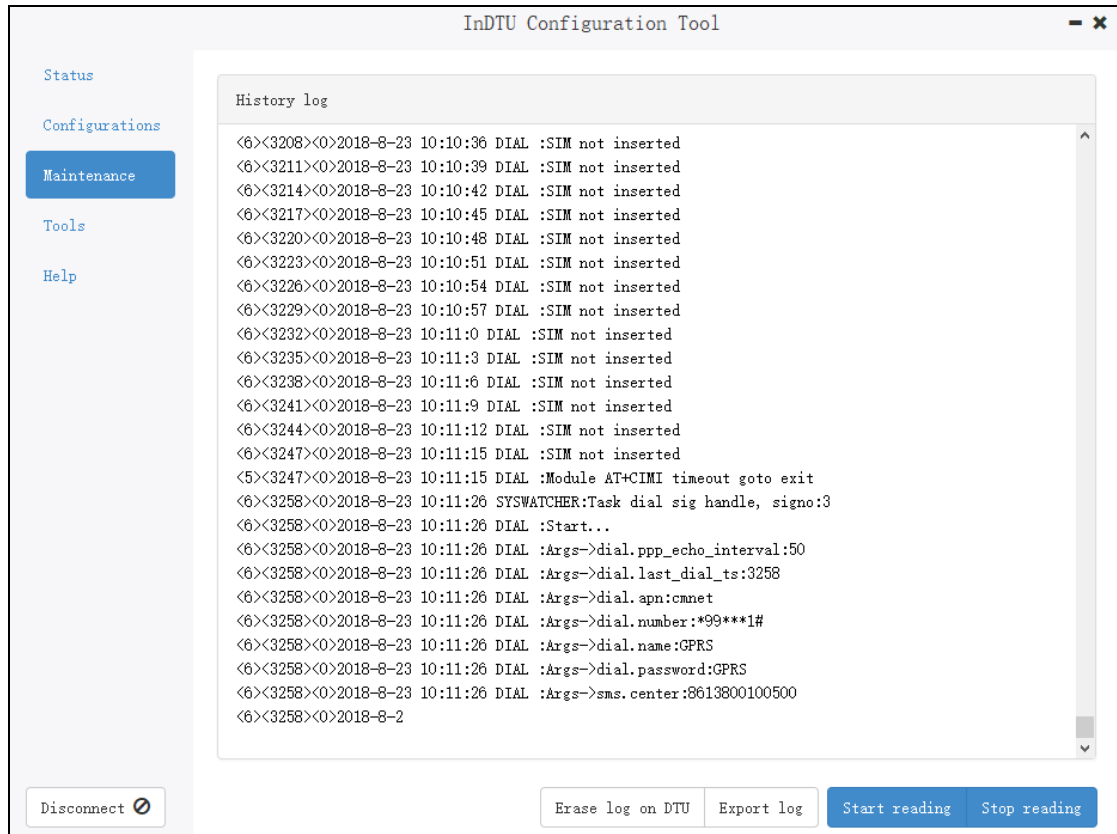 InDTU Configuration Tool
Status
Configurations
Maintenance
Tools
Help
History log
<6><3208><0>2018-8-23 10:10:36 DIAL :SIM not inserted
<6><3211><0>2018-8-23 10:10:39 DIAL :SIM not inserted
<6><3214><0>2018-8-23 10:10:42 DIAL :SIM not inserted
<6><3217><0>2018-8-23 10:10:45 DIAL :SIM not inserted
<6><3220><0>2018-8-23 10:10:48 DIAL :SIM not inserted
<6><3223><0>2018-8-23 10:10:51 DIAL :SIM not inserted
<6><3226><0>2018-8-23 10:10:54 DIAL :SIM not inserted
<6><3229><0>2018-8-23 10:10:57 DIAL :SIM not inserted
<6><3232><0>2018-8-23 10:11:0 DIAL :SIM not inserted
<6><3235><0>2018-8-23 10:11:3 DIAL :SIM not inserted
<6><3238><0>2018-8-23 10:11:6 DIAL :SIM not inserted
<6><3241><0>2018-8-23 10:11:9 DIAL :SIM not inserted
<6><3244><0>2018-8-23 10:11:12 DIAL :SIM not inserted
<6><3247><0>2018-8-23 10:11:15 DIAL :SIM not inserted
<5><3247><0>2018-8-23 10:11:15 DIAL :Module AT+CIMI timeout goto exit
<6><3258><0>2018-8-23 10:11:26 SYSWATCHER:Task dial sig handle, signo:3
<6><3258><0>2018-8-23 10:11:26 DIAL :Start...
<6><3258><0>2018-8-23 10:11:26 DIAL :Args->dial.ppp_echo_interval:50
<6><3258><0>2018-8-23 10:11:26 DIAL :Args->dial.last_dial_ts:3258
<6><3258><0>2018-8-23 10:11:26 DIAL :Args->dial.apn:cmnet
<6><3258><0>2018-8-23 10:11:26 DIAL :Args->dial.number:*99***1#
<6><3258><0>2018-8-23 10:11:26 DIAL :Args->dial.name:GPRS
<6><3258><0>2018-8-23 10:11:26 DIAL :Args->dial.password:GPRS
<6><3258><0>2018-8-23 10:11:26 DIAL :Args->sms.center:8613800100500
<6><3258><0>2018-8-2
Disconnect
Erase log on DTU
Export log
Start reading
Stop reading